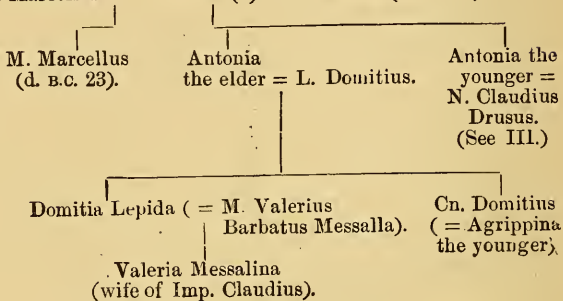 M. Marcellus
(d. B.C. 23).
Antonia
the elder = L. Domitius.
Antonia the
younger =
N. Claudius
Drusus.
(See III.)
Domitia Lepida ( = M. Valerius
Barbatus Messalla).
Cn. Domitius
( = Agrippina
the younger).
Valeria Messalina
(wife of Imp. Claudius).